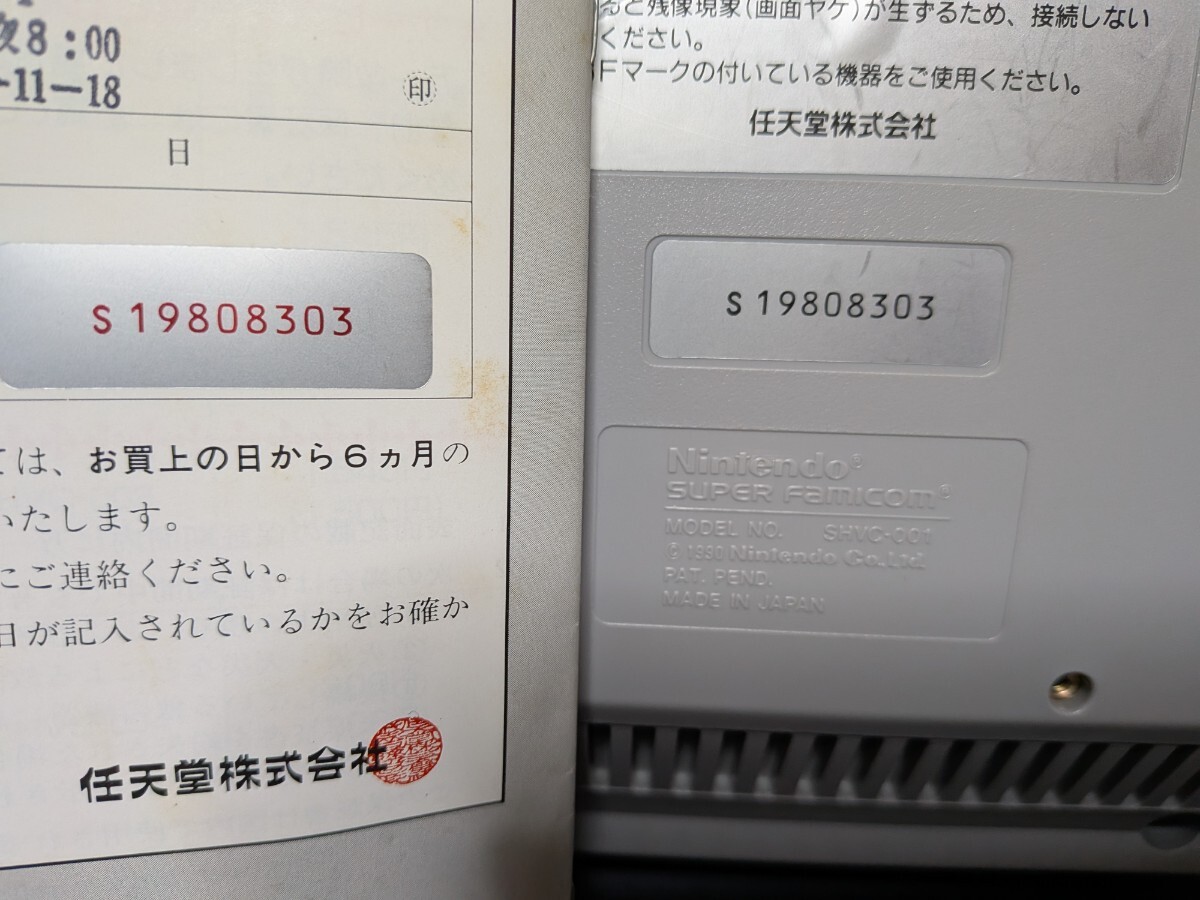 夜8:00
-11-18
印
日
S 19808303
ては、お買上の日から6ヵ月の
いたします。
にご連絡ください。
日が記入されているかをお確か
任天堂株式会社
ると残像現象(画面ヤケ)が生ずるため、接続しない
ください。
Fマークの付いている機器をご使用ください。
任天堂株式会社
S 19808303
Nintendo®
SUPER FAMICOM®
MODEL NO. SHVC-001
© 1990 Nintendo Co.Ltd
PAT. PEND.
MADE IN JAPAN